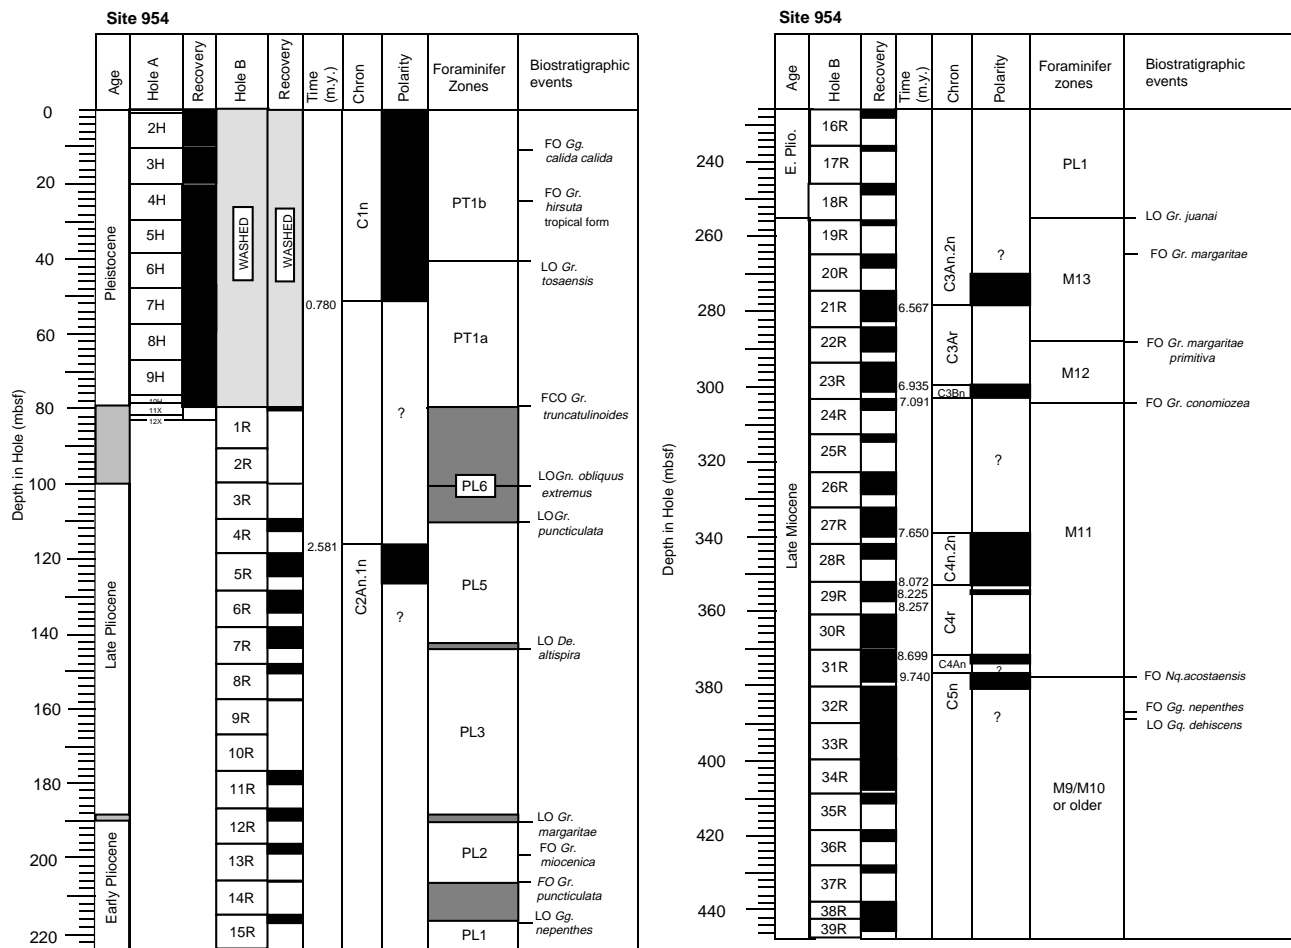 Site 954
Age
Hole A
Recovery
Hole B
Recovery
Time
(m.y.)
Chron
Polarity
Foraminifer
Zones
Biostratigraphic
events
Depth in Hole (mbsf)
0
20
40
60
80
100
120
140
160
180
200
220
Pleistocene
Late Pliocene
Early Pliocene
2H
3H
4H
5H
6H
7H
8H
9H
10H
11X
12X
WASHED
WASHED
1R
2R
3R
4R
5R
6R
7R
8R
9R
10R
11R
12R
13R
14R
15R
0.780
2.581
C1n
C2An.1n
?
?
PT1b
PT1a
PL6
PL5
PL3
PL2
PL1
FO Gg.
calida calida
FO Gr.
hirsuta
tropical form
LO Gr.
tosaensis
FCO Gr.
truncatulinoides
LOGn. obliquus
extremus
LOGr.
puncticulata
LO De.
altispira
LO Gr.
margaritae
FO Gr.
miocenica
FO Gr.
puncticulata
LO Gg.
nepenthes
Site 954
Age
Hole B
Recovery
Time
(m.y.)
Chron
Polarity
Foraminifer
zones
Biostratigraphic
events
Depth in Hole (mbsf)
240
260
280
300
320
340
360
380
400
420
440
E. Plio.
Late Miocene
16R
17R
18R
19R
20R
21R
22R
23R
24R
25R
26R
27R
28R
29R
30R
31R
32R
33R
34R
35R
36R
37R
38R
39R
6.567
6.935
7.091
7.650
8.072
8.225
8.257
8.699
9.740
C3An.2n
C3Ar
C3Bn
C4n.2n
C4r
C4An
C5n
?
?
?
?
PL1
M13
M12
M11
M9/M10
or older
LO Gr. juanai
FO Gr. margaritae
FO Gr. margaritae
primitiva
FO Gr. conomiozea
FO Nq.acostaensis
FO Gg. nepenthes
LO Gq. dehiscens